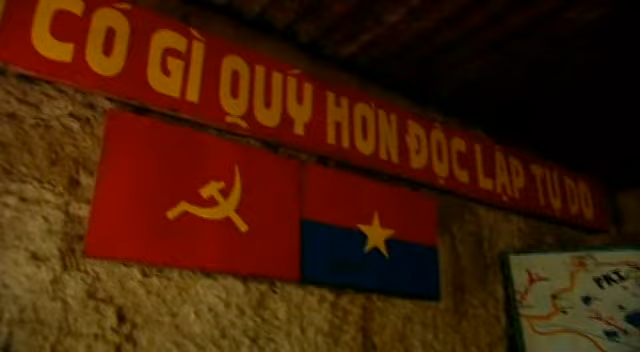 CÓ GÌ QUÝ HƠN ĐỘC LẬP TỰ DO